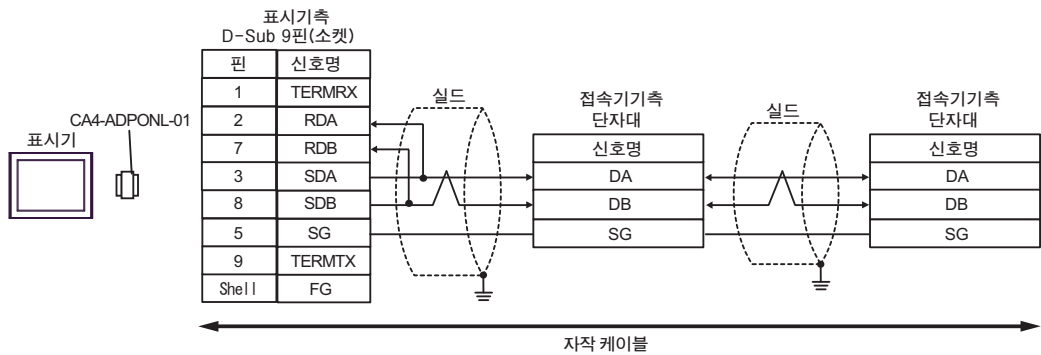 표시기측
D-Sub 9핀(소켓)
핀 신호명
1 TERMRX
2 RDA
7 RDB
3 SDA
8 SDB
5 SG
9 TERMTX
Shell FG
표시기
CA4-ADPONL-01
실드
접속기기측
단자대
신호명
DA
DB
SG
실드
접속기기측
단자대
신호명
DA
DB
SG
자작 케이블